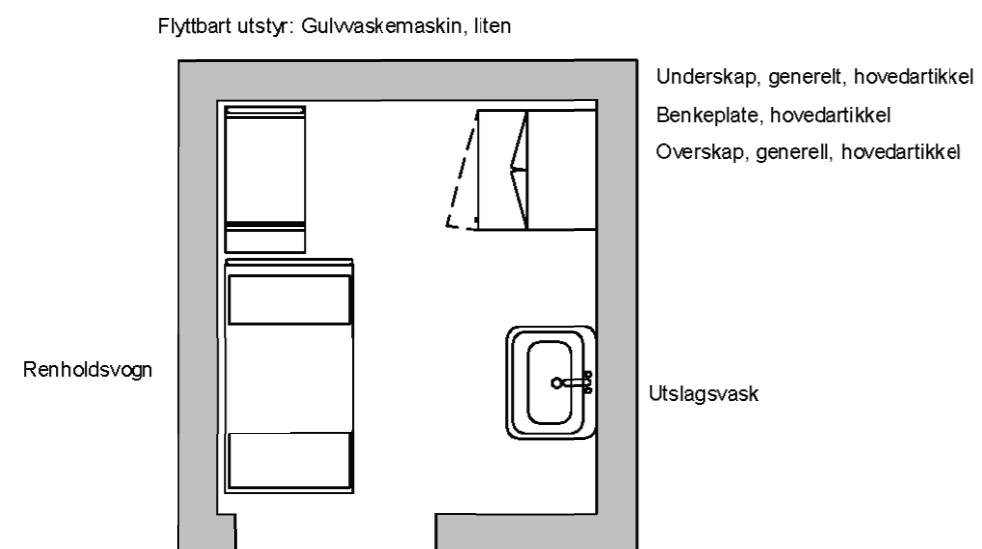 Flyttbart utstyr: Gulvvaskemaskin, liten
Underskap, generelt, hovedartikkel
Benkeplate, hovedartikkel
Overskap, generell, hovedartikkel
Renholdsvogn
Utslagsvask